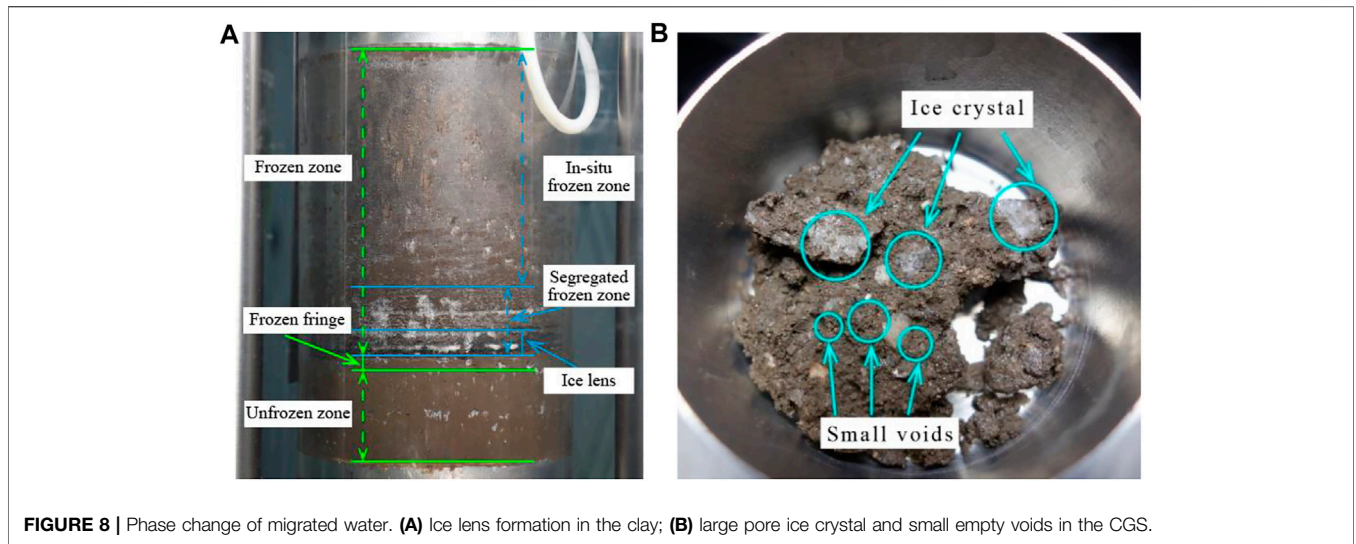 A
Frozen zone
In-situ
frozen zone
Segregated
frozen zone
Frozen fringe
Ice lens
Unfrozen zone
B
Ice crystal
Small voids
FIGURE 8 | Phase change of migrated water. (A) Ice lens formation in the clay; (B) large pore ice crystal and small empty voids in the CGS.